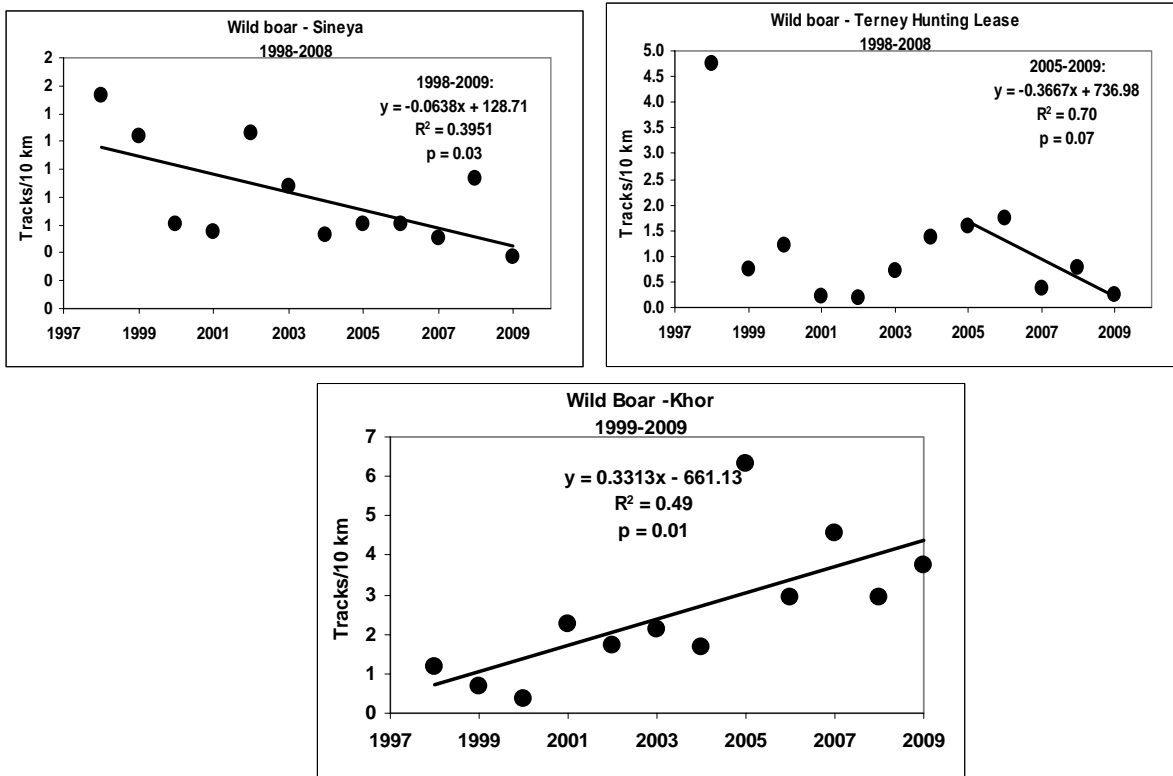 Wild boar - Sineya
1998-2008
1998-2009:
y = -0.0638x + 128.71
R² = 0.3951
p = 0.03
Tracks/10 km
2
2
2
1
1
1
1
0
0
0
1997 1999 2001 2003 2005 2007 2009
Wild boar - Terney Hunting Lease
1998-2008
2005-2009:
y = -0.3667x + 736.98
R² = 0.70
p = 0.07
Tracks/10 km
5.0
4.5
4.0
3.5
3.0
2.5
2.0
1.5
1.0
0.5
0.0
1997 1999 2001 2003 2005 2007 2009
Wild Boar -Khor
1999-2009
y = 0.3313x - 661.13
R² = 0.49
p = 0.01
Tracks/10 km
7
6
5
4
3
2
1
0
1997 1999 2001 2003 2005 2007 2009